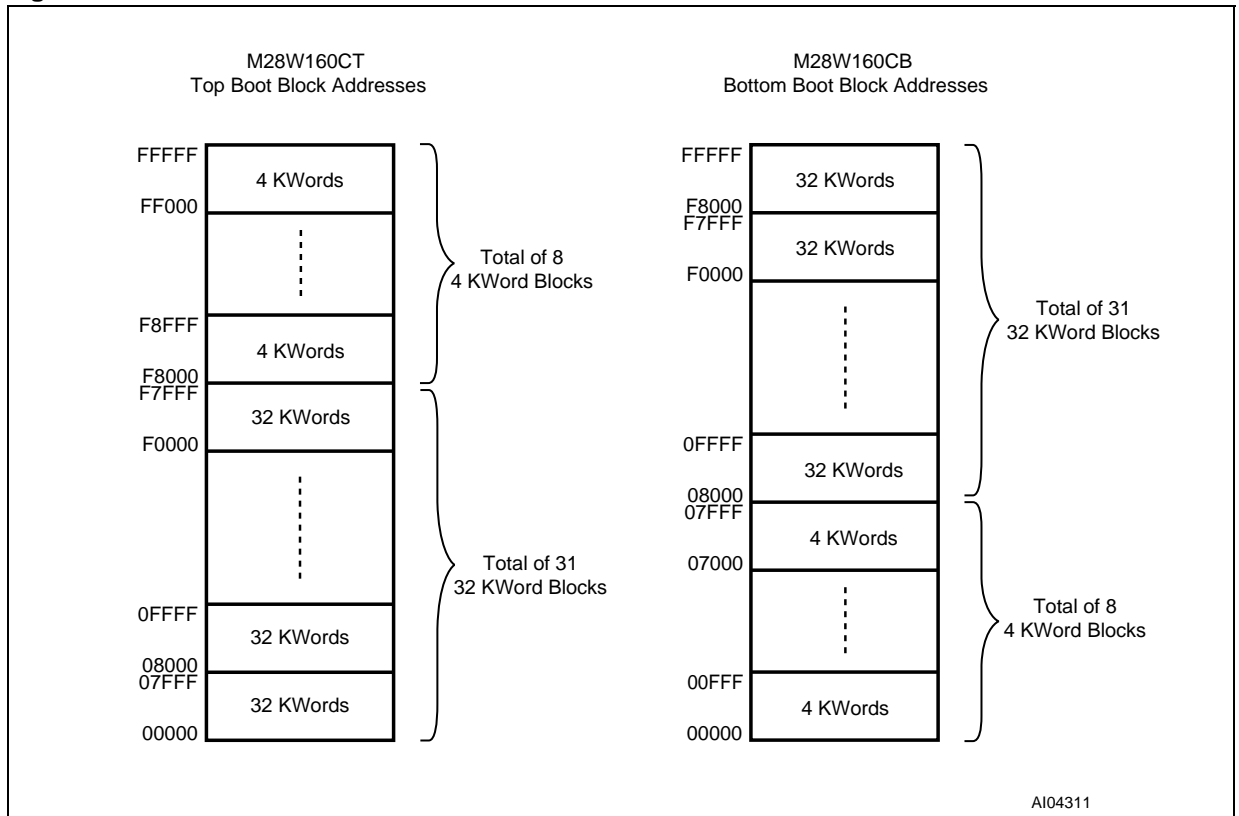 M28W160CT
Top Boot Block Addresses
FFFFF
4 KWords
FF000
Total of 8
4 KWord Blocks
F8FFF
4 KWords
F8000
F7FFF
32 KWords
F0000
Total of 31
32 KWord Blocks
0FFFF
32 KWords
08000
07FFF
32 KWords
00000
M28W160CB
Bottom Boot Block Addresses
FFFFF
32 KWords
F8000
F7FFF
32 KWords
F0000
Total of 31
32 KWord Blocks
0FFFF
32 KWords
08000
07FFF
4 KWords
07000
Total of 8
4 KWord Blocks
00FFF
4 KWords
00000
AI04311